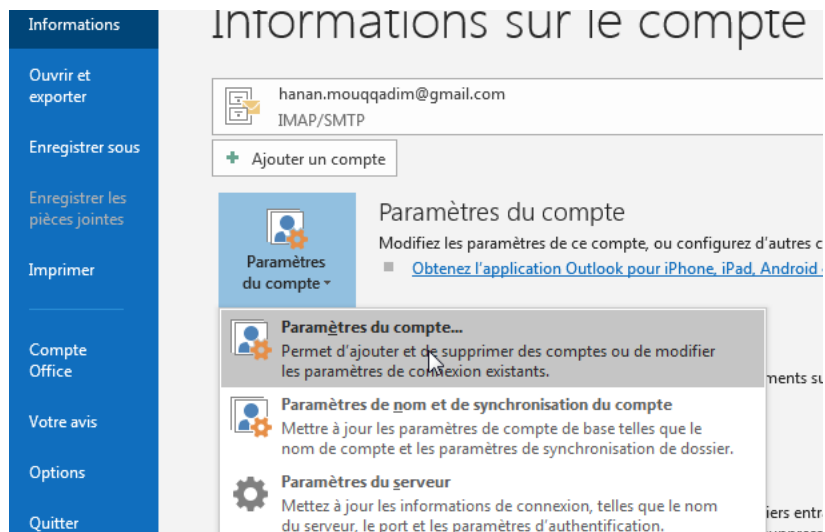 Informations
Ouvrir et
exporter
Enregistrer sous
Enregistrer les
pièces jointes
Imprimer
Compte
Office
Votre avis
Options
Quitter
Informations sur le compte
hanan.mouqqadim@gmail.com
IMAP/SMTP
Ajouter un compte
Paramètres
du compte
Paramètres du compte
Modifiez les paramètres de ce compte, ou configurez d'autres c
Obtenez l'application Outlook pour iPhone, iPad, Android
Paramètres du compte...
Permet d'ajouter et de supprimer des comptes ou de modifier
les paramètres de connexion existants.
ments su
Paramètres de nom et de synchronisation du compte
Mettre à jour les paramètres de compte de base telles que le
nom de compte et les paramètres de synchronisation de dossier.
Paramètres du serveur
Mettez à jour les informations de connexion, telles que le nom
du serveur, le port et les paramètres d'authentification.
iers entr